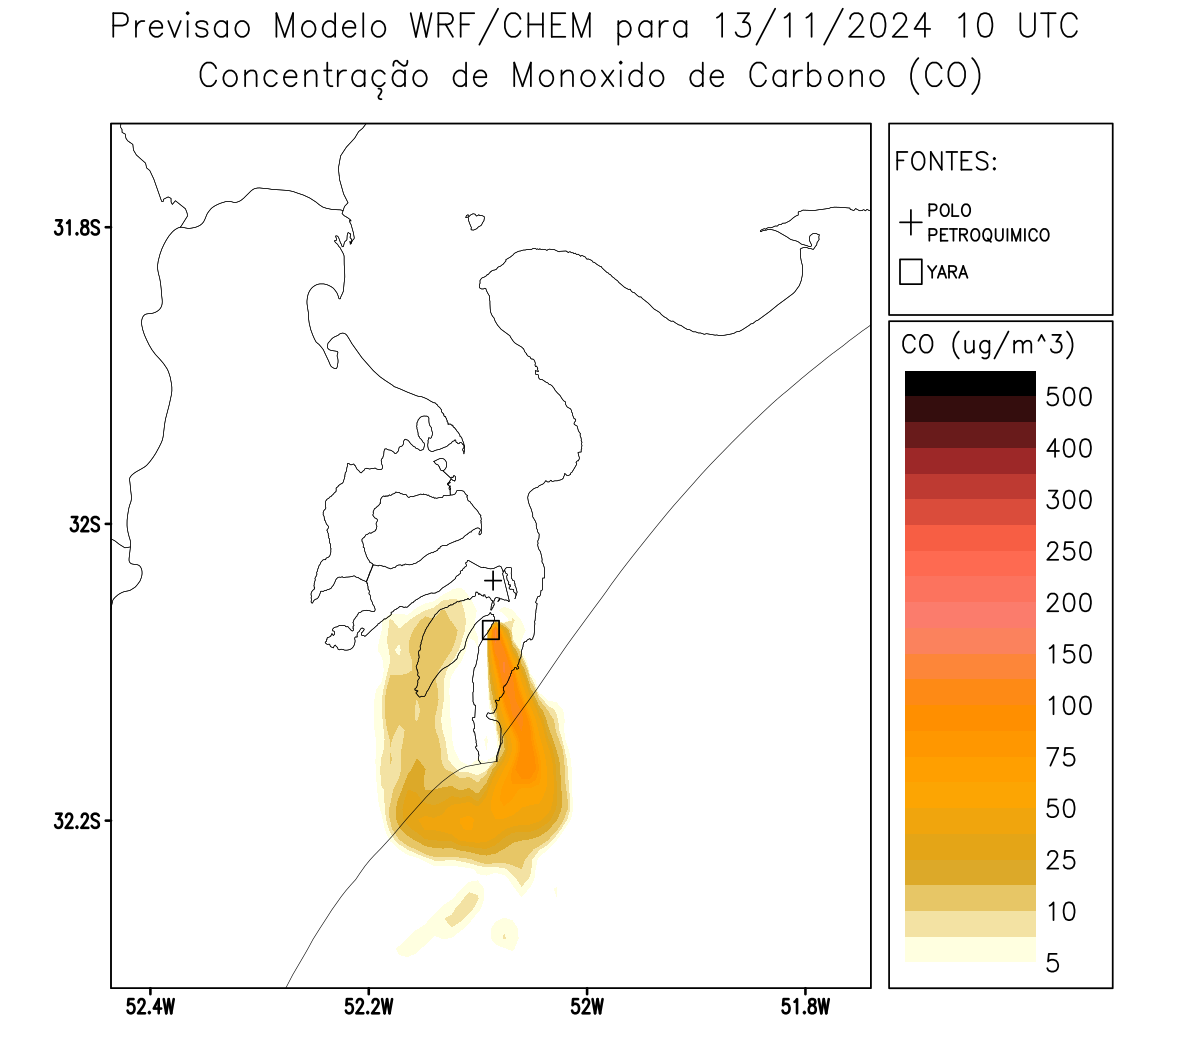 Previsao Modelo WRF/CHEM para 13/11/2024 10 UTC
Concentração de Monoxido de Carbono (CO)
FONTES:
POLO
PETROQUIMICO
YARA
CO (ug/m^3)
500
400
300
250
200
150
100
75
50
25
10
5
31.8S
32S
32.2S
52.4W
52.2W
52W
51.8W